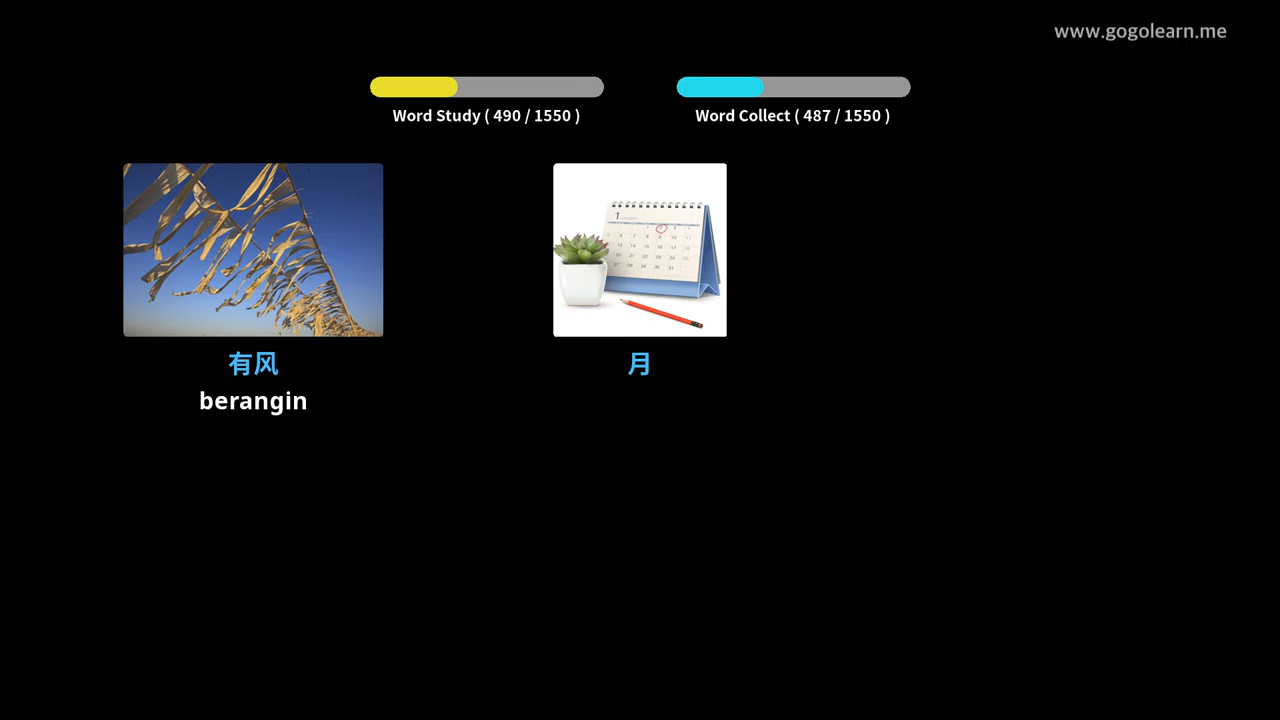 www.gogolearn.me
Word Study ( 490 / 1550 )
Word Collect ( 487 / 1550 )
有风
berangin
月